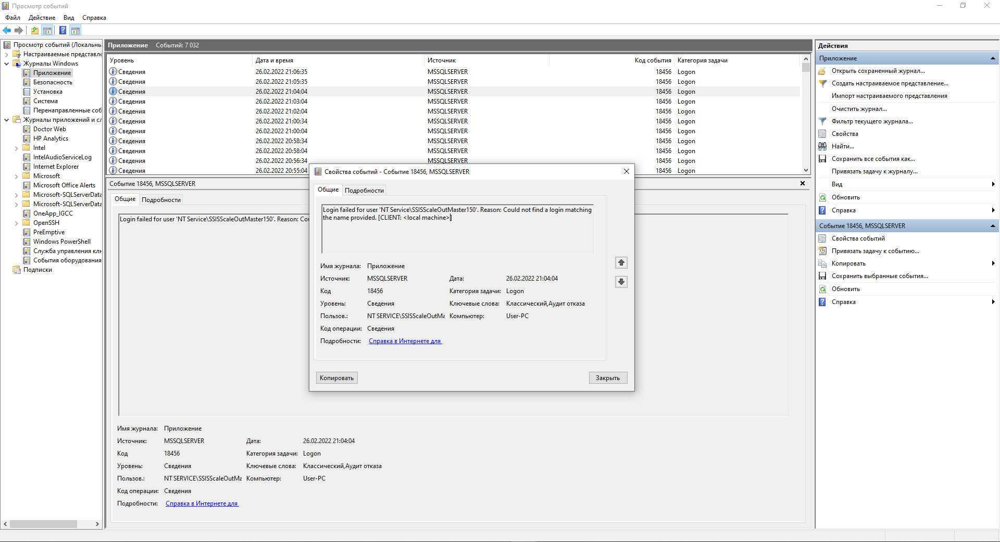 Просмотр событий
Файл Действие Вид Справка
Просмотр событий (Локальнь
Настраиваемые представле
Журналы Windows
Приложение
Безопасность
Установка
Система
Перенаправленные соб
Журналы приложений и сл
Doctor Web
HP Analytics
Intel
IntelAudioServiceLog
Internet Explorer
Microsoft
Microsoft Office Alerts
Microsoft-SQLServerData
Microsoft-SQLServerData
OneApp_IGCC
OpenSSH
PreEmptive
Windows PowerShell
Служба управления клю
События оборудования
Подписки
Приложение Событий: 7 032
Уровень Дата и время Источник Код события Категория задачи
Сведения 26.02.2022 21:06:35 MSSQLSERVER 18456 Logon
Сведения 26.02.2022 21:05:35 MSSQLSERVER 18456 Logon
Сведения 26.02.2022 21:04:04 MSSQLSERVER 18456 Logon
Сведения 26.02.2022 21:03:04 MSSQLSERVER 18456 Logon
Сведения 26.02.2022 21:02:04 MSSQLSERVER 18456 Logon
Сведения 26.02.2022 21:00:34 MSSQLSERVER 18456 Logon
Сведения 26.02.2022 21:00:04 MSSQLSERVER 18456 Logon
Сведения 26.02.2022 20:58:34 MSSQLSERVER 18456 Logon
Сведения 26.02.2022 20:58:04 MSSQLSERVER 18456 Logon
Сведения 26.02.2022 20:56:34 MSSQLSERVER 18456 Logon
Сведения 26.02.2022 20:55:04 18456 Logon
Событие 18456, MSSQLSERVER
Общие Подробности
Login failed for user 'NT Service\SSISScaleOutMaster150'. Reason: Cou
Имя журнала: Приложение
Источник: MSSQLSERVER Дата: 26.02.2022 21:04:04
Код 18456 Категория задачи: Logon
Уровень: Сведения Ключевые слова: Классический,Аудит отказа
Пользов.: NT SERVICE\SSISScaleOutMa Компьютер: User-PC
Код операции: Сведения
Подробности: Справка в Интернете для
Свойства событий - Событие 18456, MSSQLSERVER
Общие Подробности
Login failed for user 'NT Service\SSISScaleOutMaster150'. Reason: Could not find a login matching
the name provided. [CLIENT: <local machine>]
Имя журнала: Приложение
Источник: MSSQLSERVER Дата: 26.02.2022 21:04:04
Код 18456 Категория задачи: Logon
Уровень: Сведения Ключевые слова: Классический,Аудит отказа
Пользов.: NT SERVICE\SSISScaleOutMa Компьютер: User-PC
Код операции: Сведения
Подробности: Справка в Интернете для
Копировать Закрыть
Действия
Приложение
Открыть сохраненный журнал...
Создать настраиваемое представление...
Импорт настраиваемого представления
Очистить журнал...
Фильтр текущего журнала...
Свойства
Найти...
Сохранить все события как...
Привязать задачу к журналу...
Вид
Обновить
Справка
Событие 18456, MSSQLSERVER
Свойства событий
Привязать задачу к событию...
Копировать
Сохранить выбранные события...
Обновить
Справка